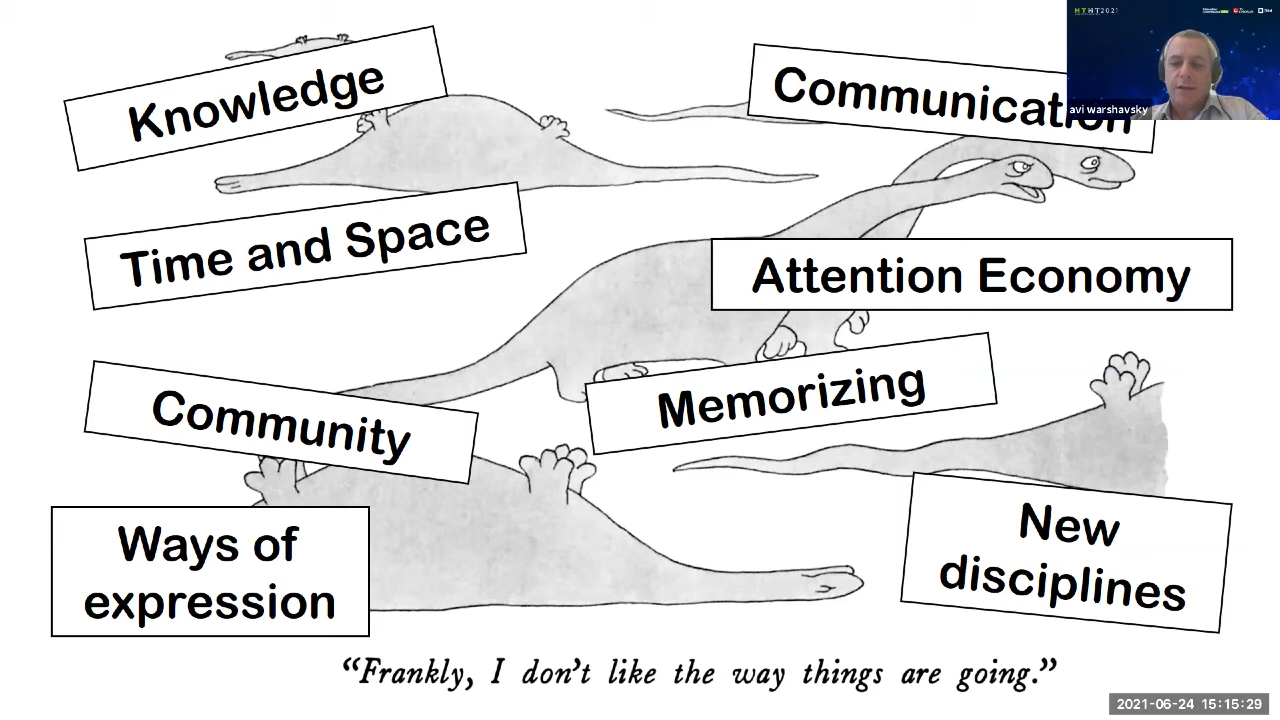 HTHT2021
Knowledge
Communication
avi warshavsky
Time and Space
Attention Economy
Community
Memorizing
Ways of
expression
New
disciplines
“Frankly, I don’t like the way things are going.”
2021-06-24 15:15:29